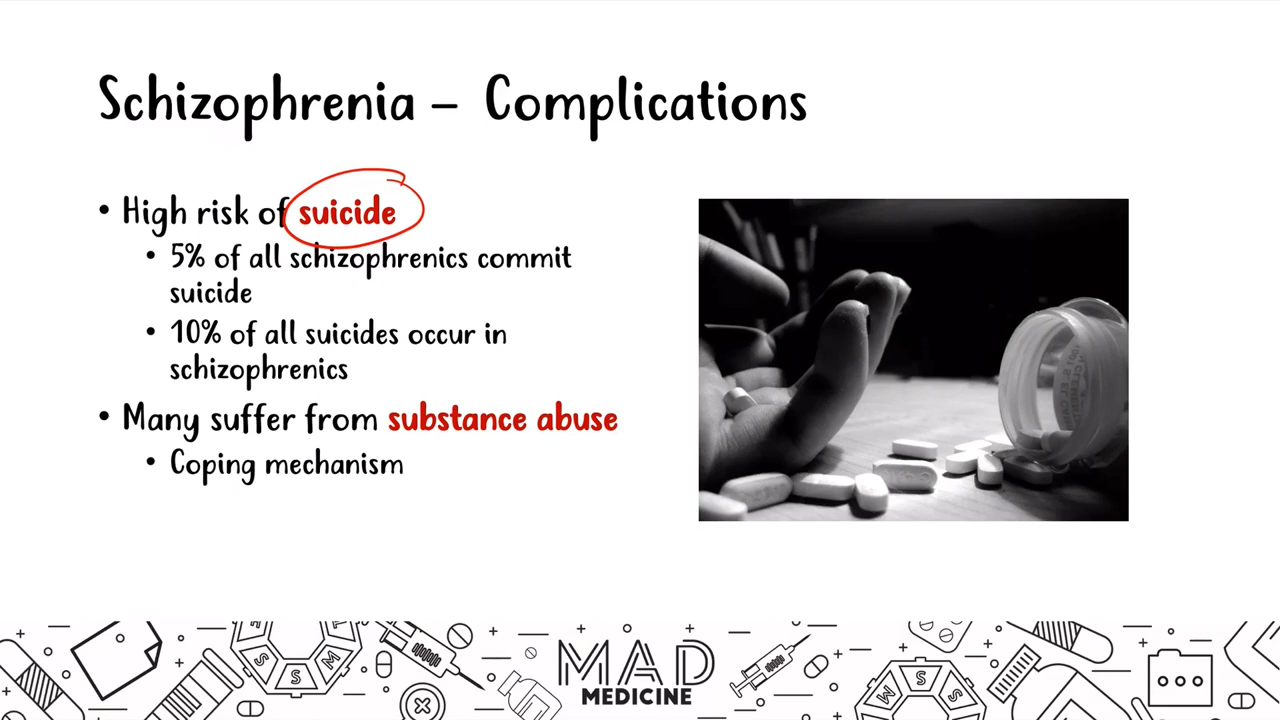 Schizophrenia – Complications
• High risk of suicide
• 5% of all schizophrenics commit
suicide
• 10% of all suicides occur in
schizophrenics
• Many suffer from substance abuse
• Coping mechanism
S
S
M
M
S
S
MAD
MEDICINE